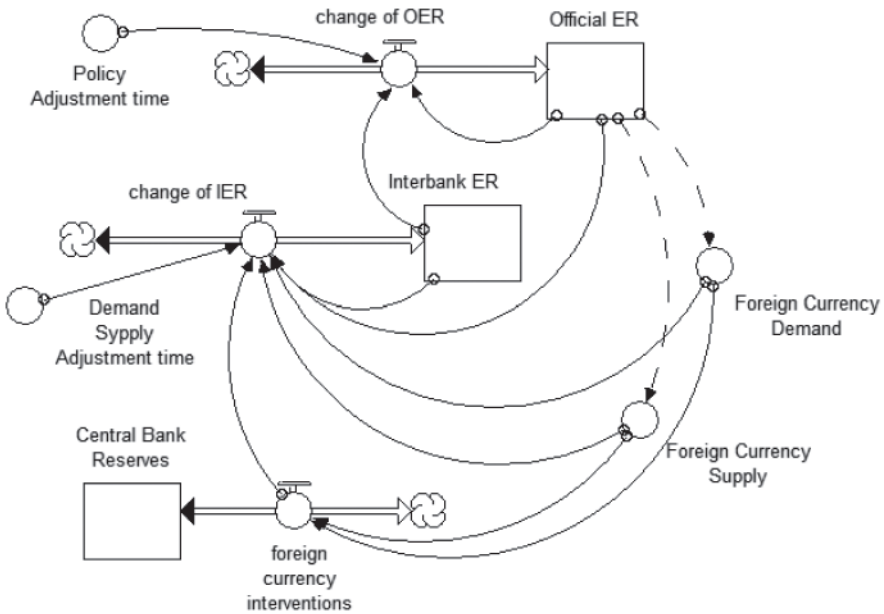 change of OER
Official ER
Policy
Adjustment time
change of IER
Interbank ER
Demand
Sypply
Adjustment time
Foreign Currency
Demand
Central Bank
Reserves
Foreign Currency
Supply
foreign
currency
interventions